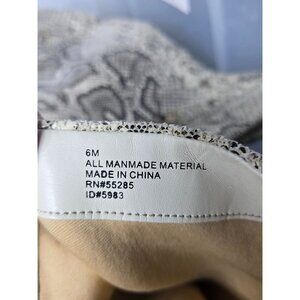 6M
ALL MANMADE MATERIAL
MADE IN CHINA
RN#55285
ID#5983